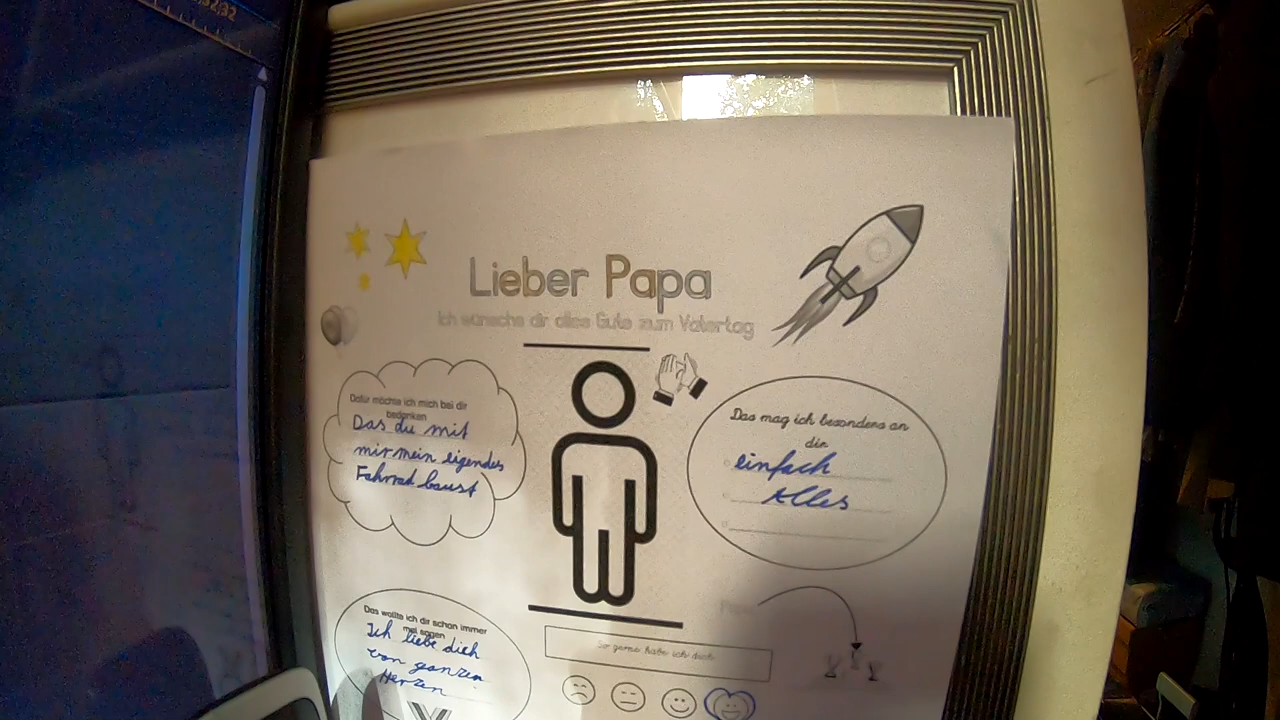 Lieber Papa
Ich wünsche dir alles Gute zum Vatertag
Dafür möchte ich mich bei dir
bedanken
Das du mit
mir mein eigendes
Fahrrad baust
Das mag ich besonders an
dir
einfach
Alles
Das wollte ich dir schon immer
mal sagen
Ich liebe dich
von ganzen
Herzen
So gerne habe ich dich